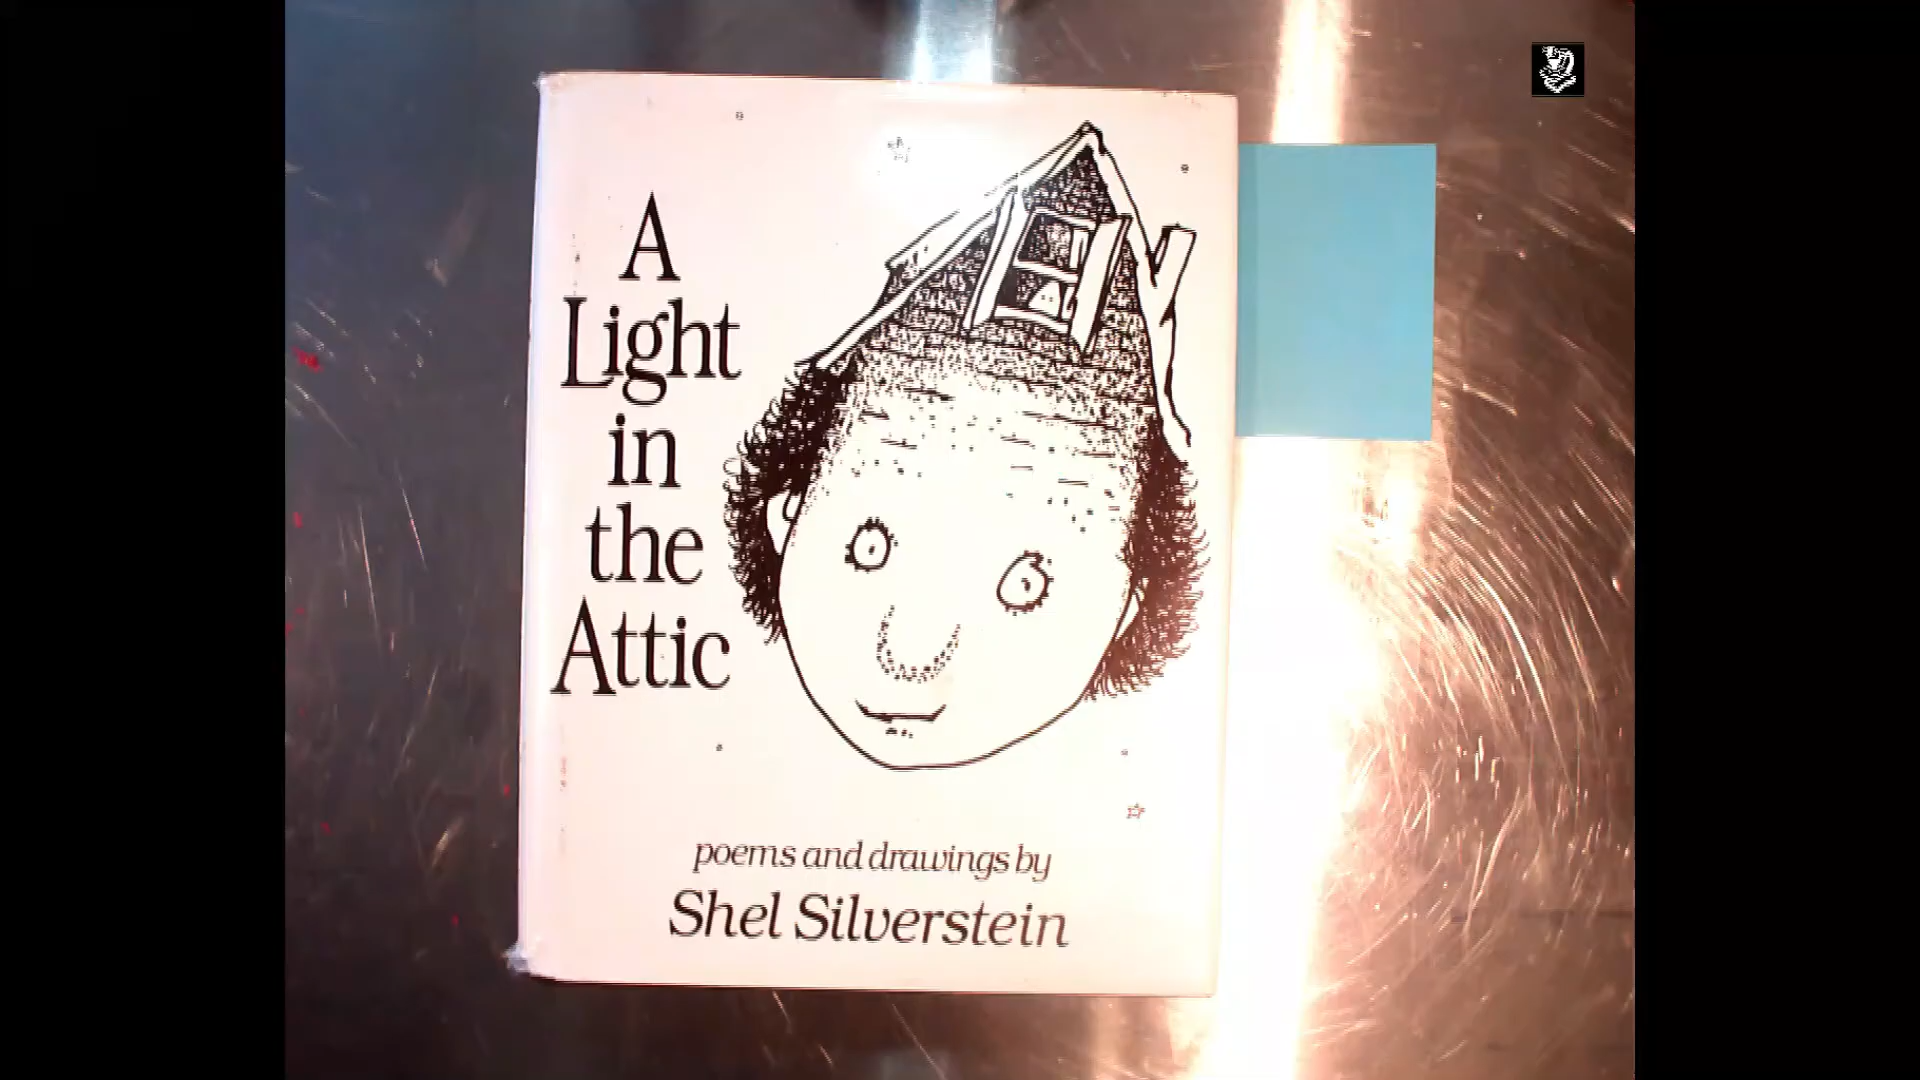 A
Light
in
the
Attic
poems and drawings by
Shel Silverstein